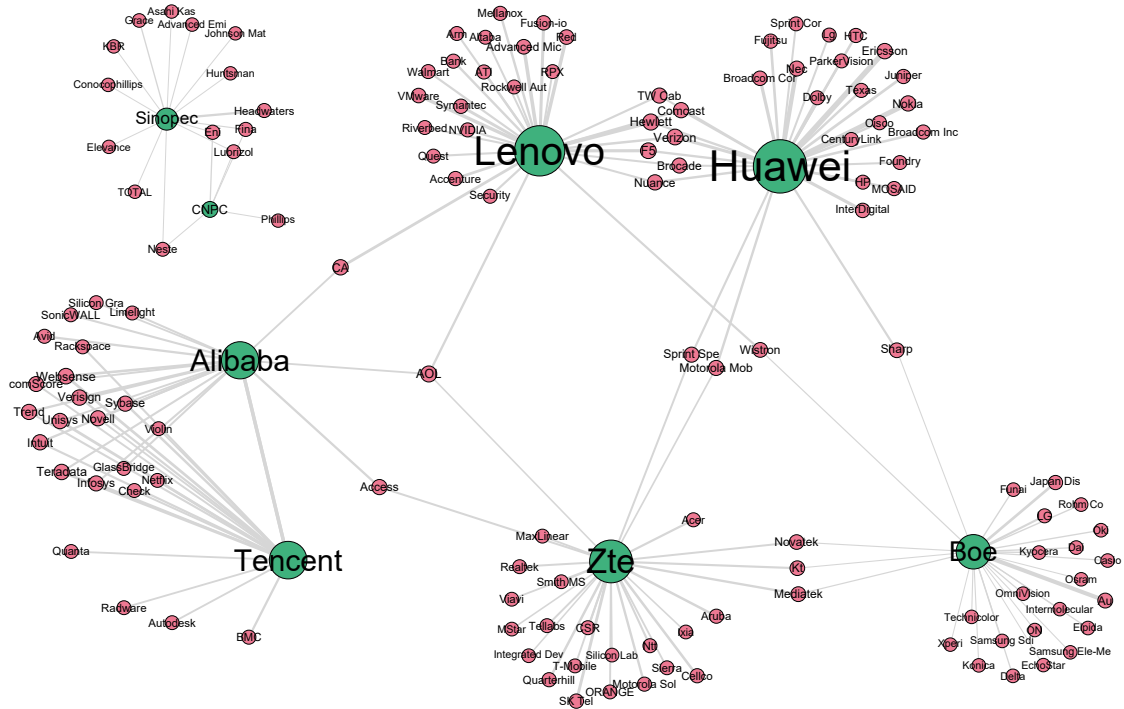 Asahi Kas
Grace
Advanced Emi
Johnson Mat
KBR
Conocophillips
Huntsman
Headwaters
Sinopec
Eni
Fina
Elevance
Lubrizol
TOTAL
CNPC
Phillips
Neste
Mellanox
Fusion-io
Arm
Altaba
Advanced Mic
Red
Bank
Walmart
ATI
RPX
Rockwell Aut
VMware
Symantec
Riverbed
NVIDIA
Lenovo
Quest
Accenture
Security
TW Cab
Comcast
Hewlett
Verizon
F5
Brocade
Nuance
Sprint Cor
Lg
HTC
Fujitsu
Ericsson
ParkerVision
Nec
Broadcom Cor
Juniper
Texas
Dolby
Nokia
Cisco
Broadcom Inc
CenturyLink
Huawei
Foundry
HP
MOSAID
InterDigital
CA
AOL
Access
Sprint Spe
Wistron
Motorola Mob
Sharp
Silicon Gra
SonicWALL
Limelight
Avid
Rackspace
Alibaba
Websense
comScore
Verisign
Sybase
Trend
Unisys
Novell
Violin
Intuit
Teradata
GlassBridge
Infosys
Netflix
Check
Quanta
Tencent
Radware
Autodesk
BMC
MaxLinear
Acer
Realtek
Zte
Smith MS
Viavi
MStar
Tellabs
CSR
Aruba
Ixia
Integrated Dev
Silicon Lab
Ntt
T-Mobile
Sierra
Quarterhill
Motorola Sol
Cellco
ORANGE
SK Tel
Novatek
Kt
Mediatek
Japan Dis
Funai
Rohm Co
LG
Oki
Boe
Kyocera
Dai
Casio
Osram
OmniVision
Au
Intermolecular
Technicolor
ON
Elpida
Xperi
Samsung Sdi
Samsung Ele-Me
Konica
EchoStar
Delta